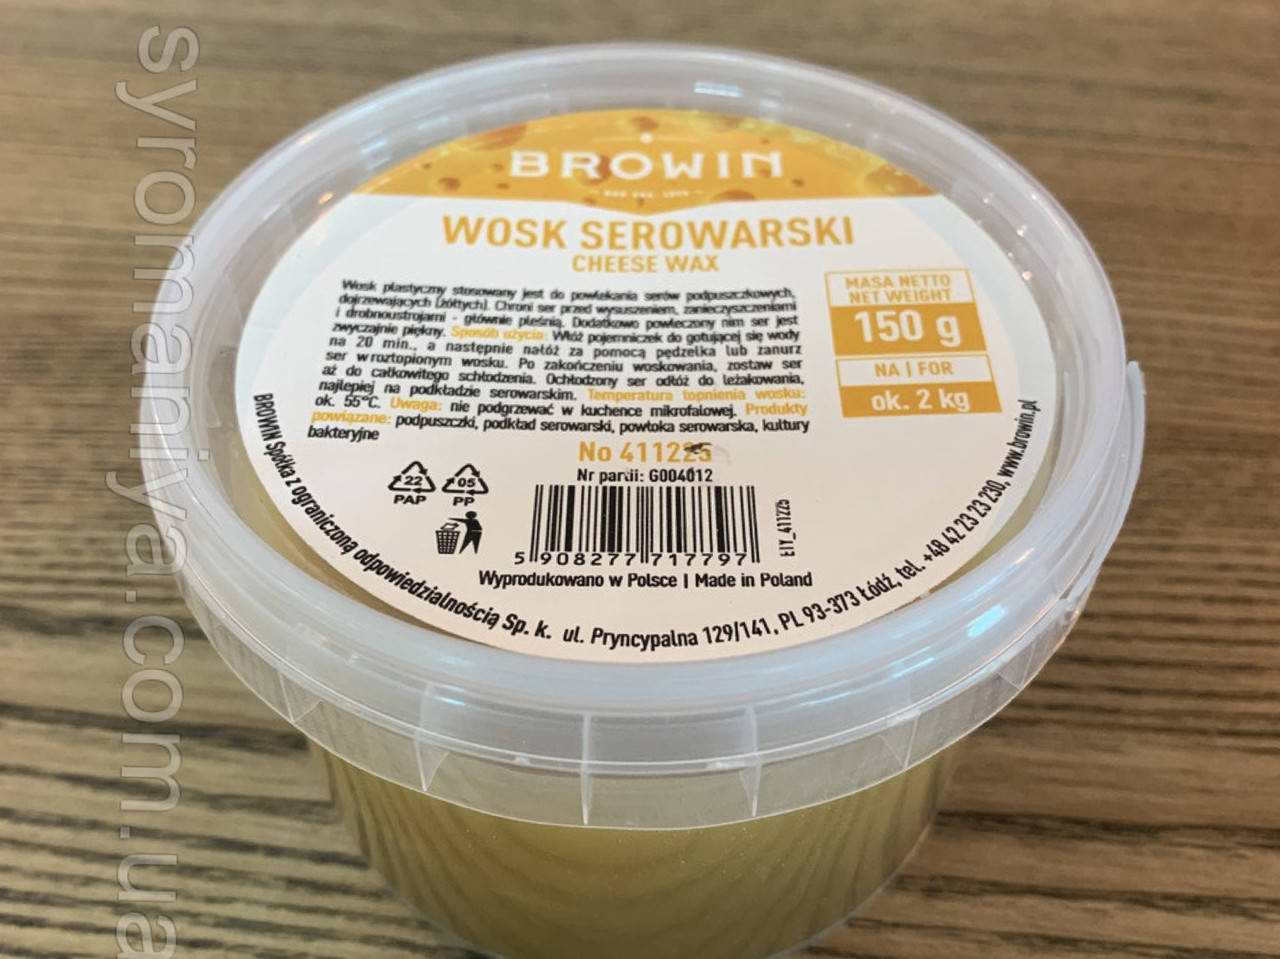 BROWIN
WOSK SEROWARSKI
CHEESE WAX
Wosk plastyczny stosowany jest do powlekania serów podpuszczkowych,
dojrzewających (żółtych). Chroni ser przed wysuszeniem, zanieczyszczeniami
i drobnoustrojami - głównie pleśnią. Dodatkowo powleczony nim ser jest
zwyczajnie piękny. Sposób użycia: Włóż pojemniczek do gotującej się wody
na 20 min., a następnie nałóż za pomocą pędzelka lub zanurz
ser w roztopionym wosku. Po zakończeniu woskowania, zostaw ser
aż do całkowitego schłodzenia. Ochłodzony ser odłóż do leżakowania,
najlepiej na podkładzie serowarskim. Temperatura topnienia wosku:
ok. 55°C. Uwaga: nie podgrzewać w kuchence mikrofalowej. Produkty
powiązane: podpuszczki, podkład serowarski, powłoka serowarska, kultury
bakteryjne
MASA NETTO
NET WEIGHT
150 g
NA | FOR
ok. 2 kg
No 411225
Nr partii: G004012
22
PAP
05
PP
5 908277 717797
ETY_411225
Wyprodukowano w Polsce | Made in Poland
BROWIN Spółka z ograniczoną odpowiedzialnością Sp. k. ul. Pryncypalna 129/141, PL 93-373 Łódź, tel. +48 42 23 23 230, www.browin.pl
syromaniya.com.ua